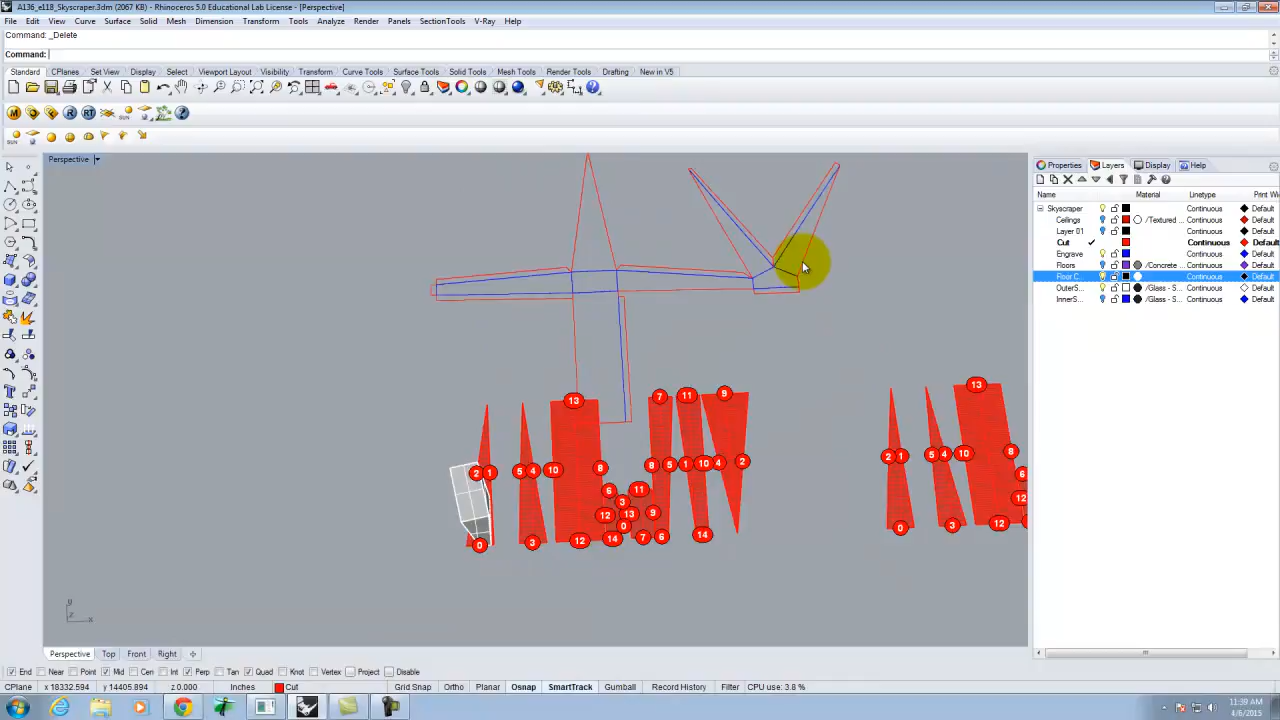 A136_e118_Skyscraper.3dm (2067 KB) - Rhinoceros 5.0 Educational Lab License - [Perspective]
File Edit View Curve Surface Solid Mesh Dimension Transform Tools Analyze Render Panels SectionTools V-Ray Help
Command: _Delete
Command:
Standard CPlanes Set View Display Select Viewport Layout Visibility Transform Curve Tools Surface Tools Solid Tools Mesh Tools Render Tools Drafting New in V5
M R RT SUN ?
SUN
Perspective
Properties Layers Display Help
Name Material Linetype Print Wi
Skyscraper Continuous Default
Ceilings /Textured ... Continuous Default
Layer 01 Continuous Default
Cut Continuous Default
Engrave Continuous Default
Floors /Concrete Continuous Default
Floor C... Continuous Default
OuterS... /Glass - S... Continuous Default
InnerS... /Glass - S... Continuous Default
13 7 11 9 13
2 1 5 4 10 8 8 5 1 10 4 2 2 1 5 4 10 8 6
6 11 3 12 13 9 0 12
0 3 12 14 7 6 14 0 3 12
y
z x
Perspective Top Front Right
End Near Point Mid Cen Int Perp Tan Quad Knot Vertex Project Disable
CPlane x 18332.594 y 14405.894 z 0.000 Inches Cut Grid Snap Ortho Planar Osnap SmartTrack Gumball Record History Filter CPU use: 3.8 %
11:39 AM
4/6/2015